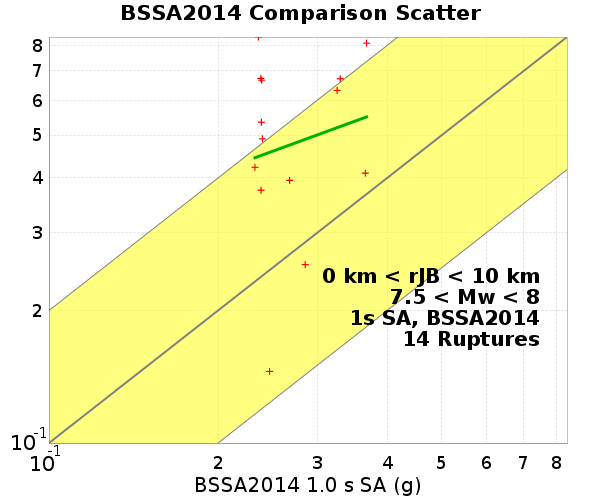 BSSA2014 Comparison Scatter
8
7
6
5
4
3
2
10-1
0 km < rJB < 10 km
7.5 < Mw < 8
1s SA, BSSA2014
14 Ruptures
10-1 2 3 4 5 6 7 8
BSSA2014 1.0 s SA (g)